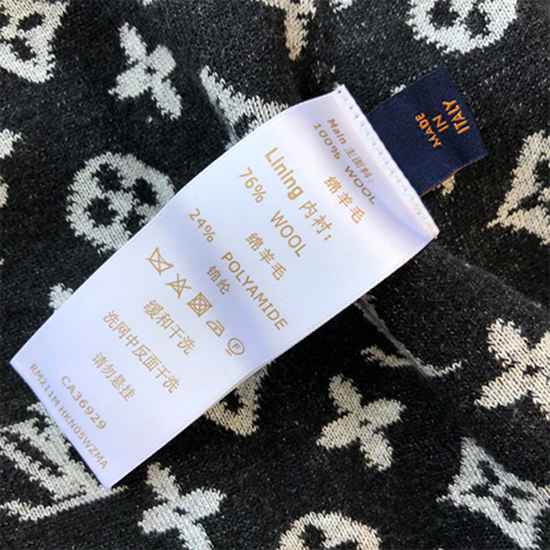 MADE
IN
ITALY
Main 主面料:
100% WOOL
绵羊毛
Lining 内衬:
76% WOOL
绵羊毛
24% POLYAMIDE
锦纶
P
缓和干洗
洗网中反面干洗
请勿悬挂
CA36929
RM211M HKN05WZMA